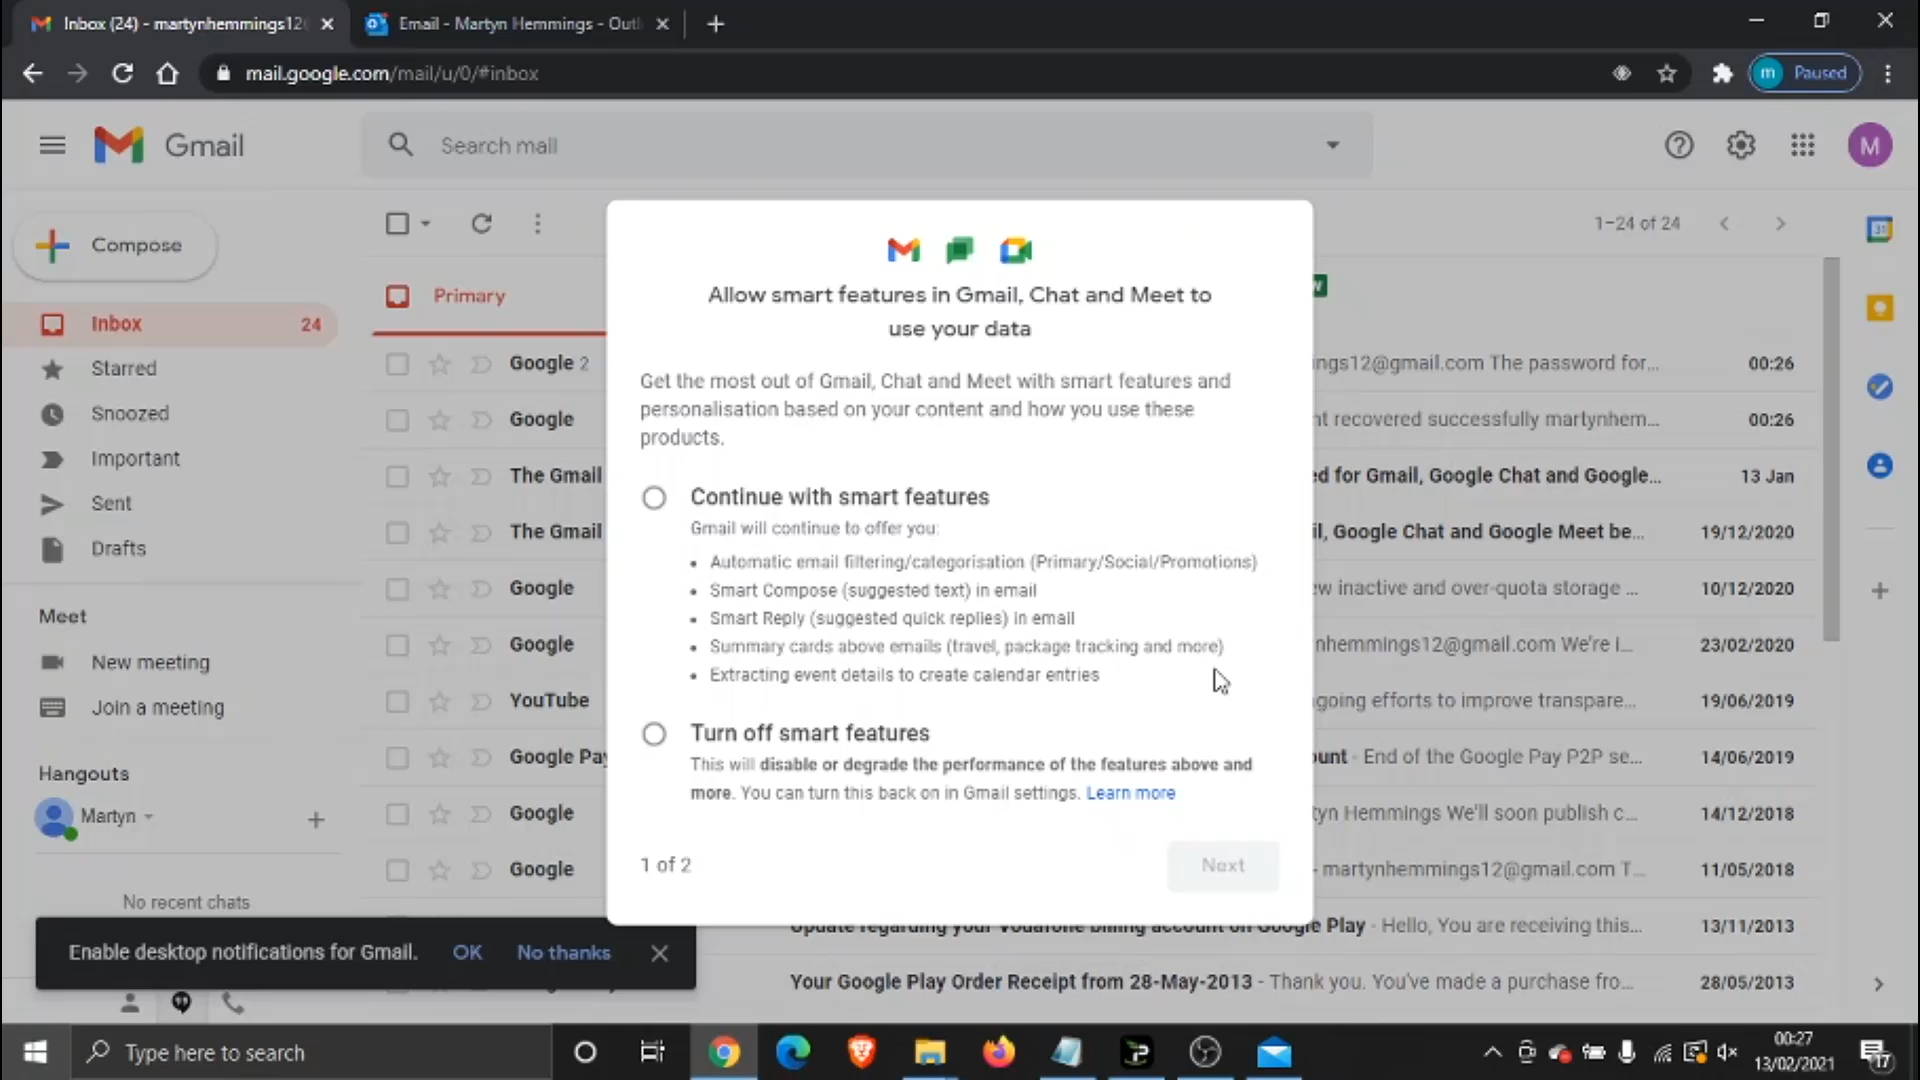 Inbox (24) - martynhemmings12
Email - Martyn Hemmings - Outl
mail.google.com/mail/u/0/#inbox
m Paused
Gmail
Search mail
M
Compose
1–24 of 24
31
Primary
Inbox 24
Starred
Snoozed
Important
Sent
Drafts
Meet
New meeting
Join a meeting
Hangouts
Martyn
No recent chats
Google 2
ngs12@gmail.com The password for... 00:26
Google
nt recovered successfully martynhem... 00:26
The Gmail
ed for Gmail, Google Chat and Google... 13 Jan
The Gmail
il, Google Chat and Google Meet be... 19/12/2020
Google
w inactive and over-quota storage ... 10/12/2020
Google
nhemmings12@gmail.com We're I... 23/02/2020
YouTube
going efforts to improve transpare... 19/06/2019
Google Pay
ount - End of the Google Pay P2P se... 14/06/2019
Google
tyn Hemmings We'll soon publish c... 14/12/2018
Google
- martynhemmings12@gmail.com T... 11/05/2018
Update regarding your Vodafone billing account on Google Play - Hello, You are receiving this... 13/11/2013
Your Google Play Order Receipt from 28-May-2013 - Thank you. You've made a purchase fro... 28/05/2013
Allow smart features in Gmail, Chat and Meet to
use your data
Get the most out of Gmail, Chat and Meet with smart features and
personalisation based on your content and how you use these
products.
Continue with smart features
Gmail will continue to offer you:
• Automatic email filtering/categorisation (Primary/Social/Promotions)
• Smart Compose (suggested text) in email
• Smart Reply (suggested quick replies) in email
• Summary cards above emails (travel, package tracking and more)
• Extracting event details to create calendar entries
Turn off smart features
This will disable or degrade the performance of the features above and
more. You can turn this back on in Gmail settings. Learn more
1 of 2
Next
Enable desktop notifications for Gmail. OK No thanks
Type here to search
00:27
13/02/2021
17